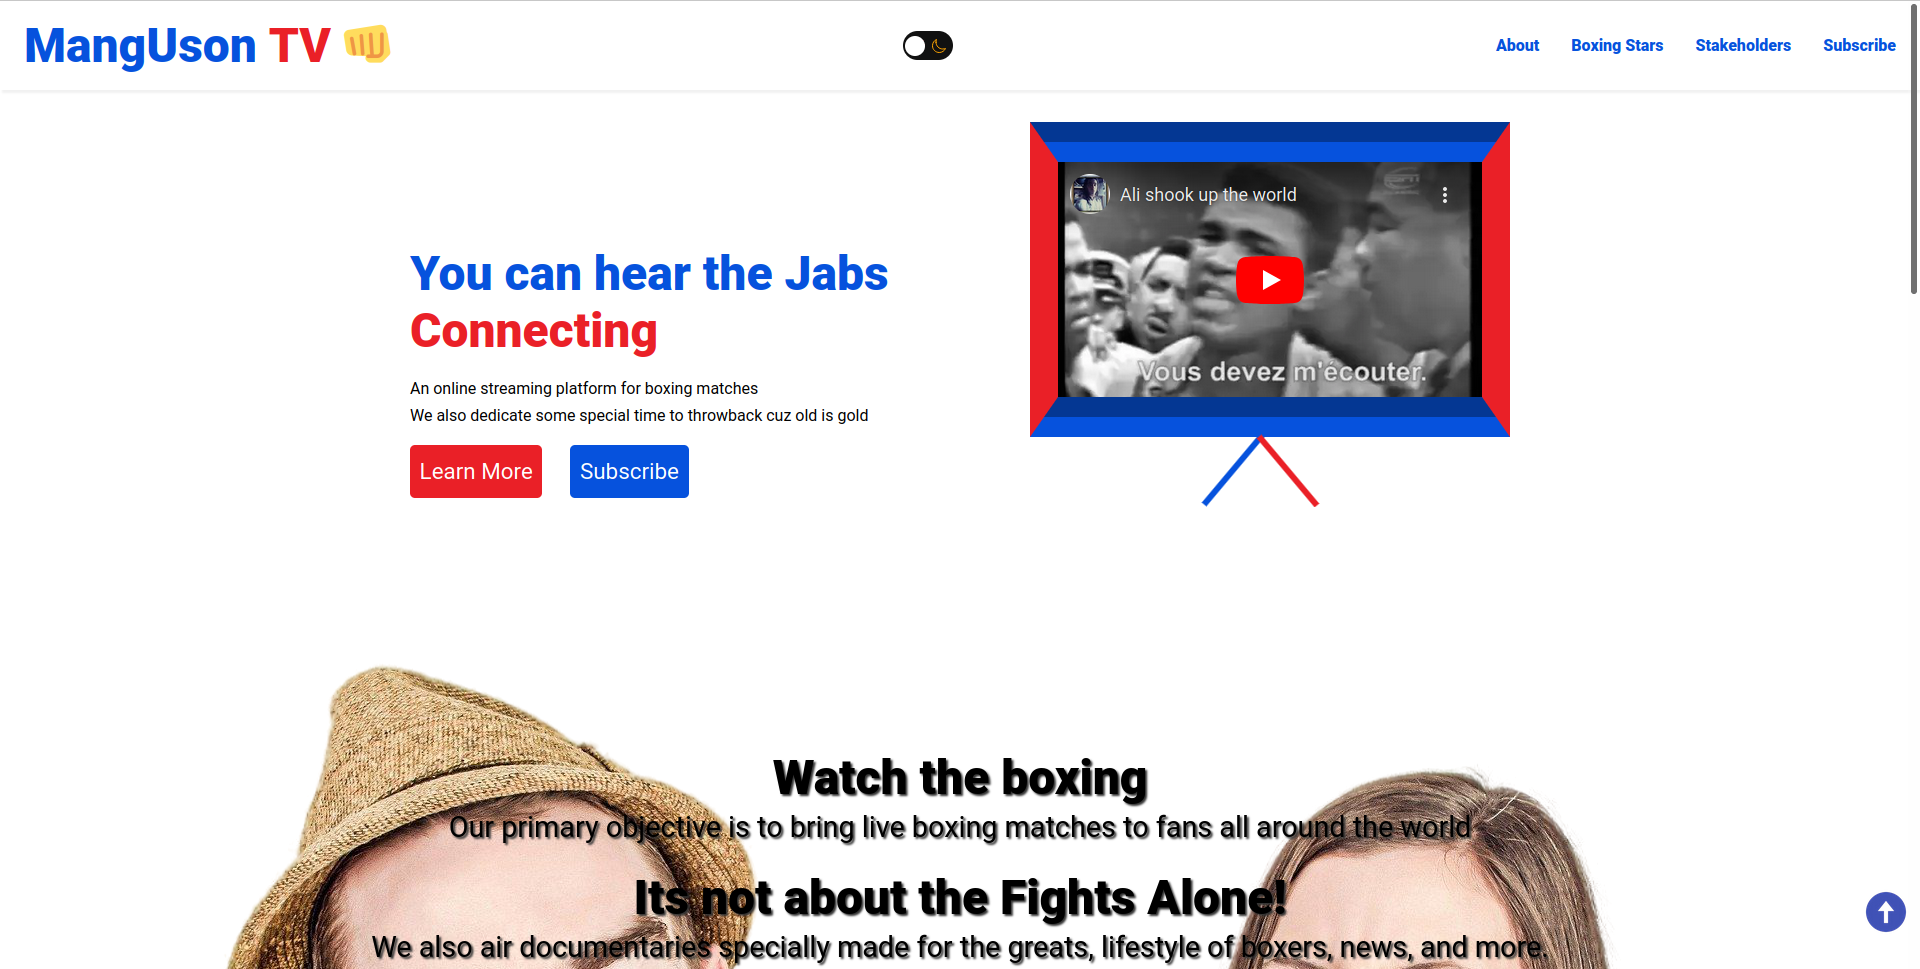 MangUson TV
About
Boxing Stars
Stakeholders
Subscribe
Ali shook up the world
Vous devez m'écouter.
You can hear the Jabs
Connecting
An online streaming platform for boxing matches
We also dedicate some special time to throwback cuz old is gold
Learn More
Subscribe
Watch the boxing
Our primary objective is to bring live boxing matches to fans all around the world
Its not about the Fights Alone!
We also air documentaries specially made for the greats, lifestyle of boxers, news, and more.